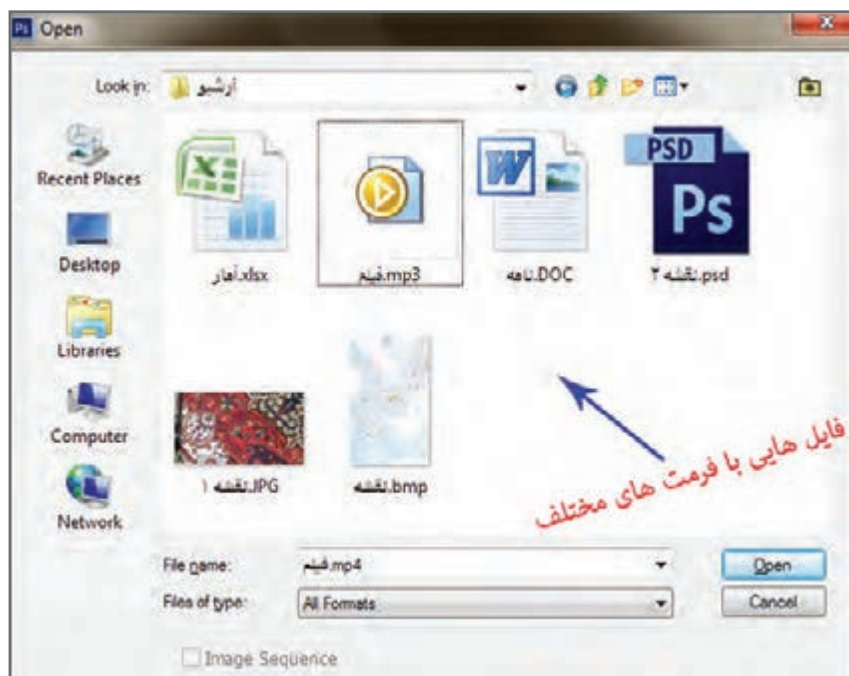 Ps Open
Look in: آرشیو
Recent Places
Desktop
Libraries
Computer
Network
PSD
Ps
آمار.xlsx
فیلم.mp3
نامه.DOC
نقشه ۲.psd
نقشه ۱.JPG
نقشه.bmp
فایل هایی با فرمت های مختلف
File name: فیلم.mp4
Open
Files of type: All Formats
Cancel
Image Sequence